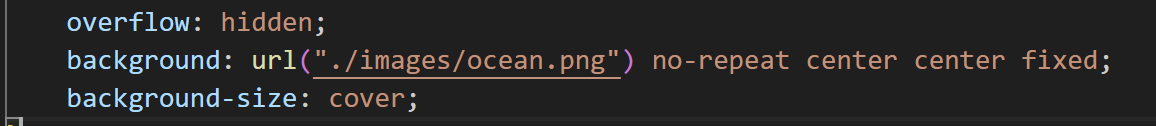 overflow: hidden;
background: url("./images/ocean.png") no-repeat center center fixed;
background-size: cover;